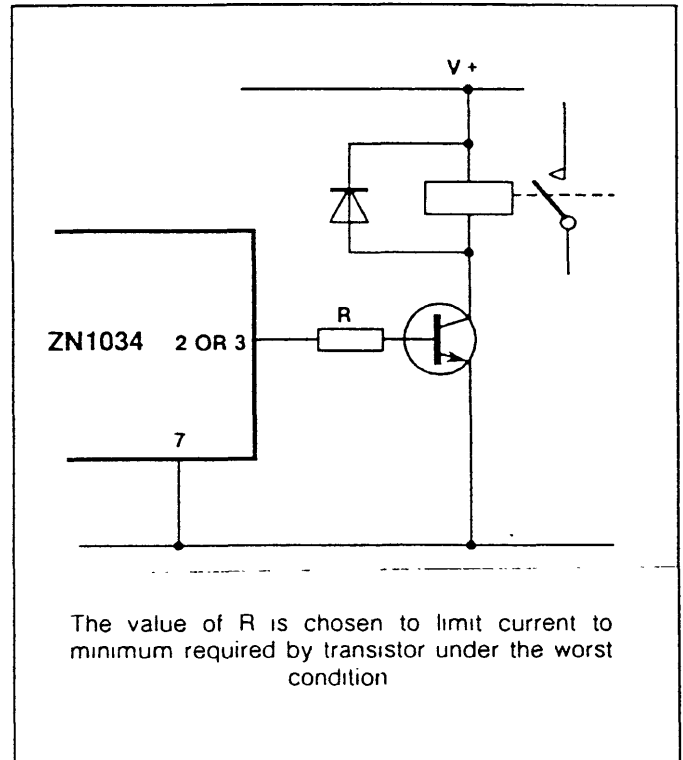 V +
R
ZN1034 2 OR 3
7
The value of R is chosen to limit current to
minimum required by transistor under the worst
condition